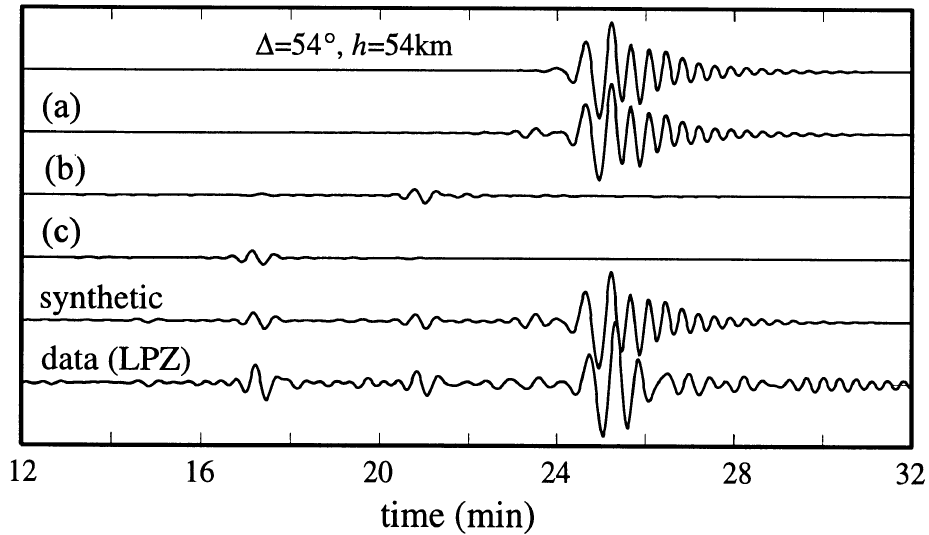 Δ=54°, h=54km
(a)
(b)
(c)
synthetic
data (LPZ)
12 16 20 24 28 32
time (min)